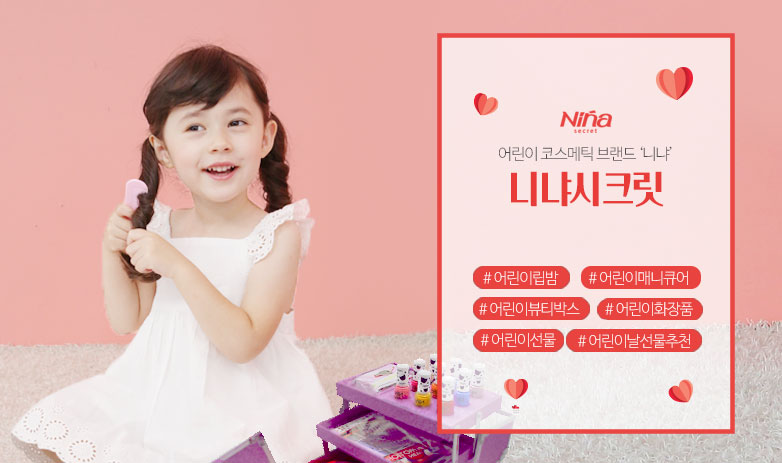 Niña
secret
어린이 코스메틱 브랜드 ‘니냐’
니냐시크릿
# 어린이립밤 # 어린이매니큐어
# 어린이뷰티박스 # 어린이화장품
# 어린이선물 # 어린이날선물추천